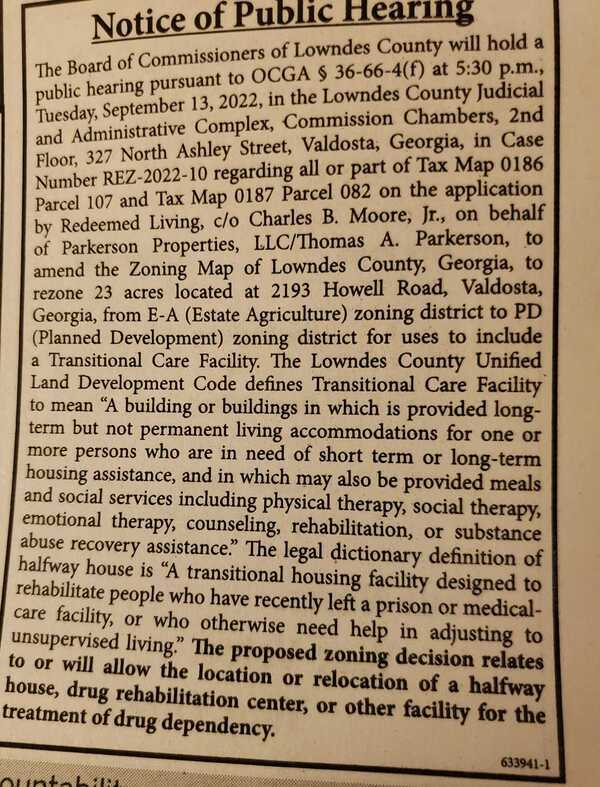 Notice of Public Hearing
The Board of Commissioners of Lowndes County will hold a
public hearing pursuant to OCGA § 36-66-4(f) at 5:30 p.m.,
Tuesday, September 13, 2022, in the Lowndes County Judicial
and Administrative Complex, Commission Chambers, 2nd
Floor, 327 North Ashley Street, Valdosta, Georgia, in Case
Number REZ-2022-10 regarding all or part of Tax Map 0186
Parcel 107 and Tax Map 0187 Parcel 082 on the application
by Redeemed Living, c/o Charles B. Moore, Jr., on behalf
of Parkerson Properties, LLC/Thomas A. Parkerson, to
amend the Zoning Map of Lowndes County, Georgia, to
rezone 23 acres located at 2193 Howell Road, Valdosta,
Georgia, from E-A (Estate Agriculture) zoning district to PD
(Planned Development) zoning district for uses to include
a Transitional Care Facility. The Lowndes County Unified
Land Development Code defines Transitional Care Facility
to mean “A building or buildings in which is provided long-
term but not permanent living accommodations for one or
more persons who are in need of short term or long-term
housing assistance, and in which may also be provided meals
and social services including physical therapy, social therapy,
emotional therapy, counseling, rehabilitation, or substance
abuse recovery assistance.” The legal dictionary definition of
halfway house is “A transitional housing facility designed to
rehabilitate people who have recently left a prison or medical-
care facility, or who otherwise need help in adjusting to
unsupervised living.” The proposed zoning decision relates
to or will allow the location or relocation of a halfway
house, drug rehabilitation center, or other facility for the
treatment of drug dependency.
633941-1